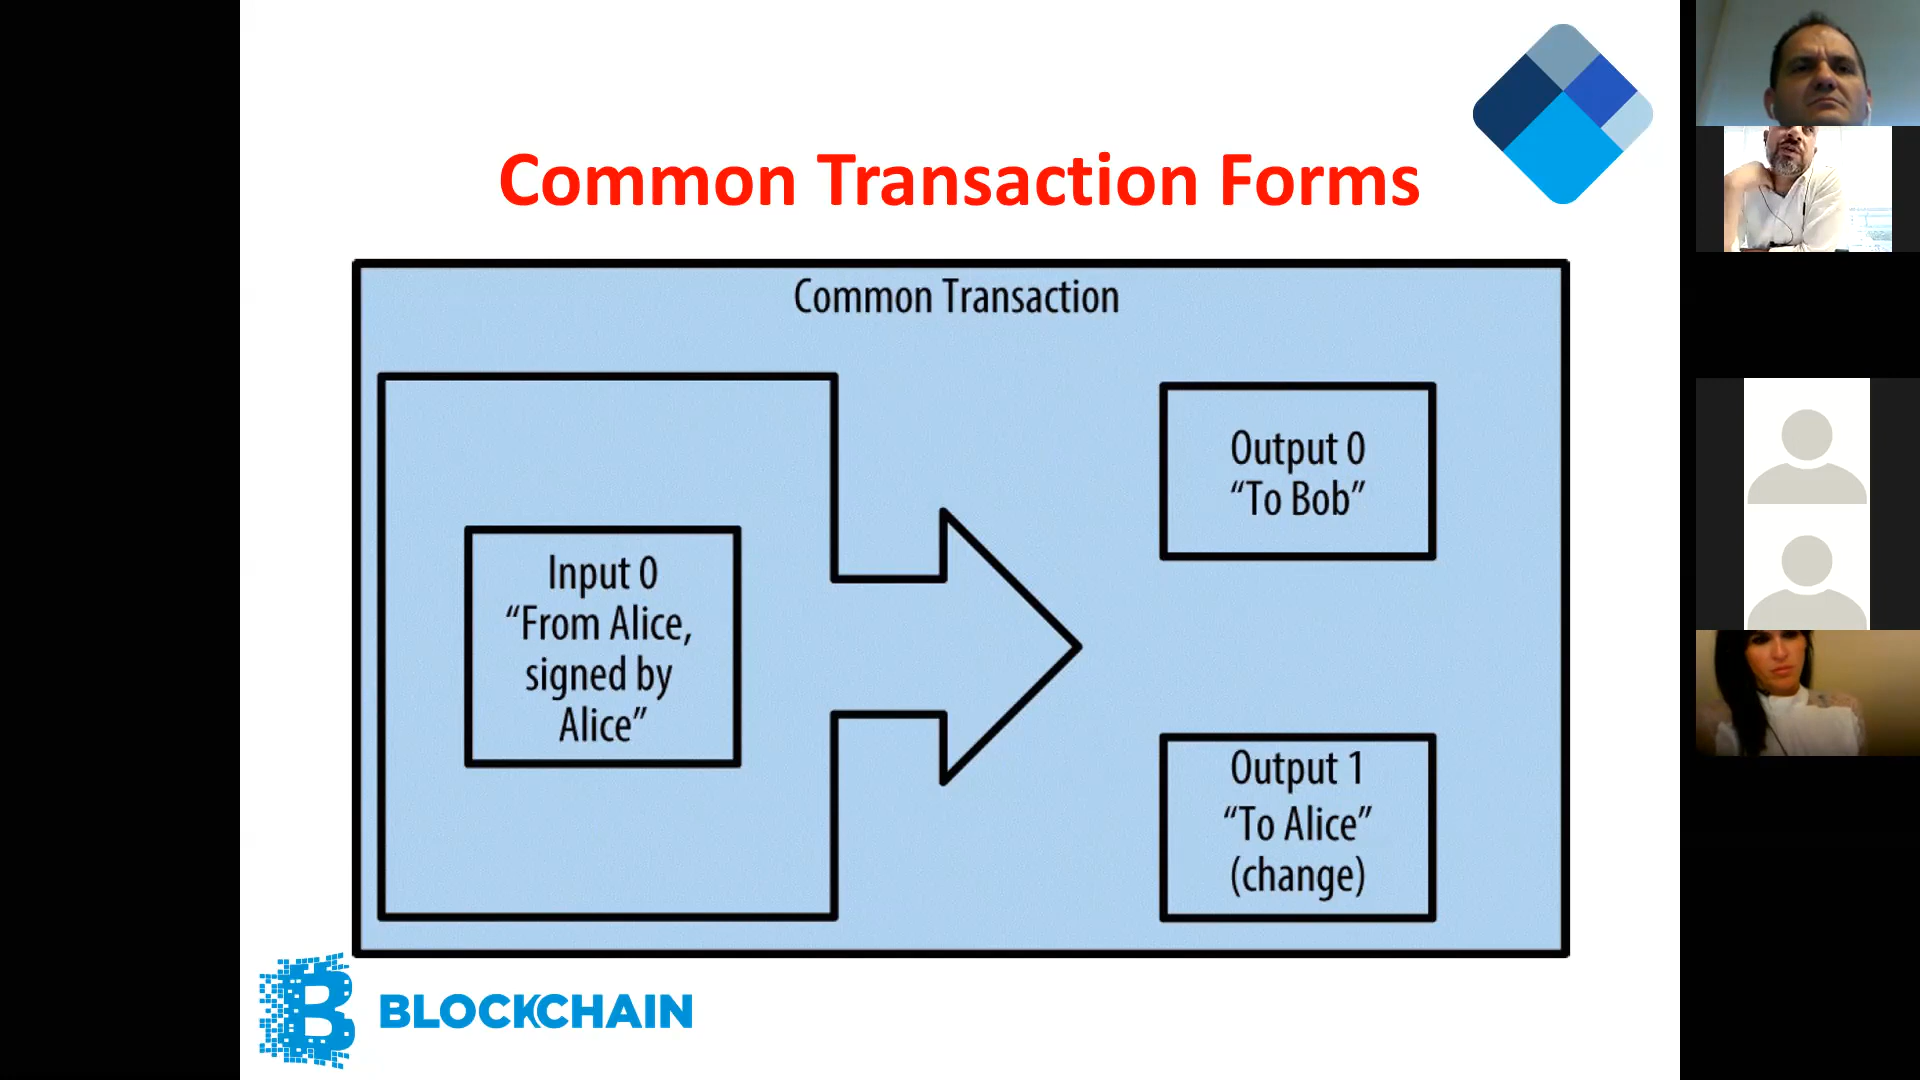 Common Transaction Forms
Common Transaction
Input 0
“From Alice,
signed by
Alice”
Output 0
“To Bob”
Output 1
“To Alice”
(change)
BLOCKCHAIN